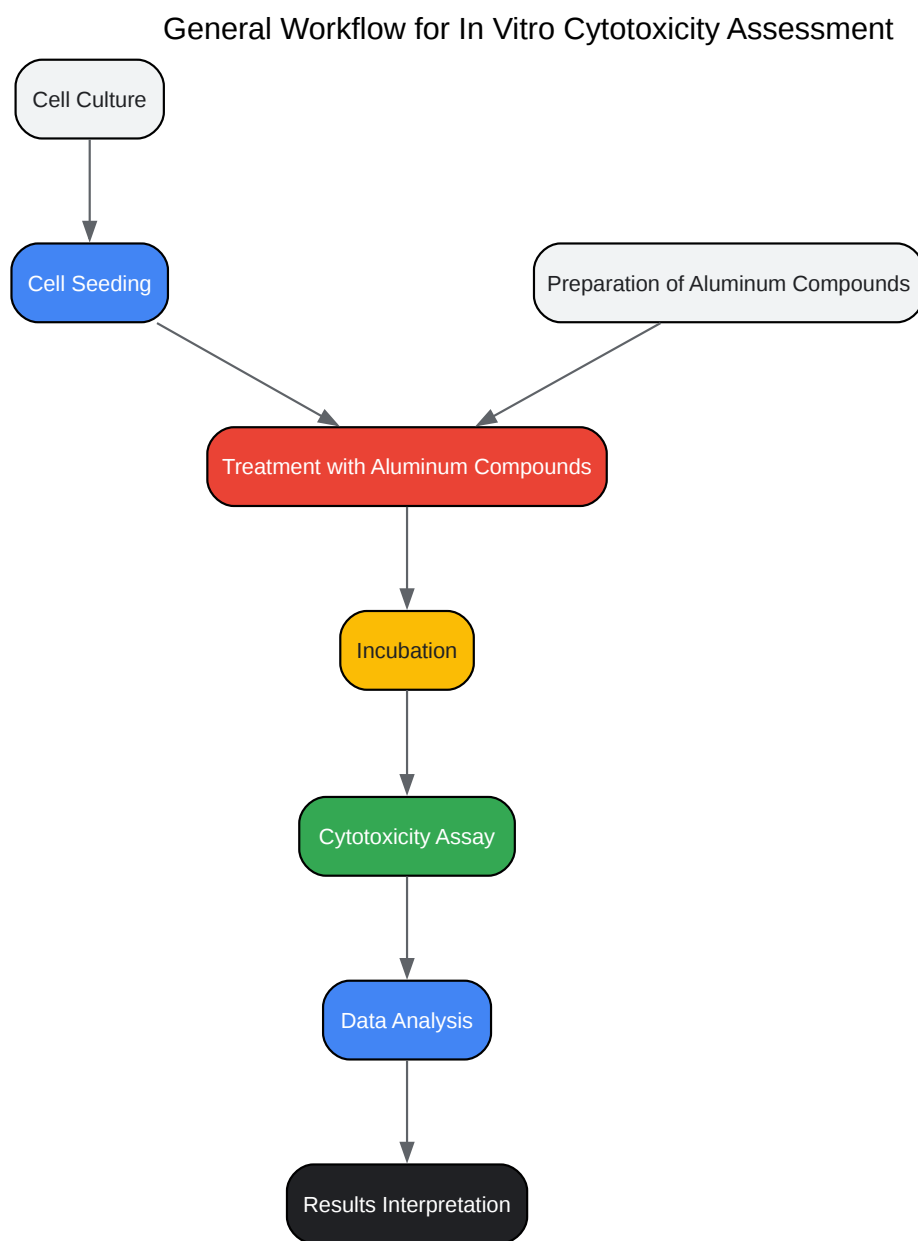 General Workflow for In Vitro Cytotoxicity Assessment
Cell Culture
Cell Seeding
Preparation of Aluminum Compounds
Treatment with Aluminum Compounds
Incubation
Cytotoxicity Assay
Data Analysis
Results Interpretation